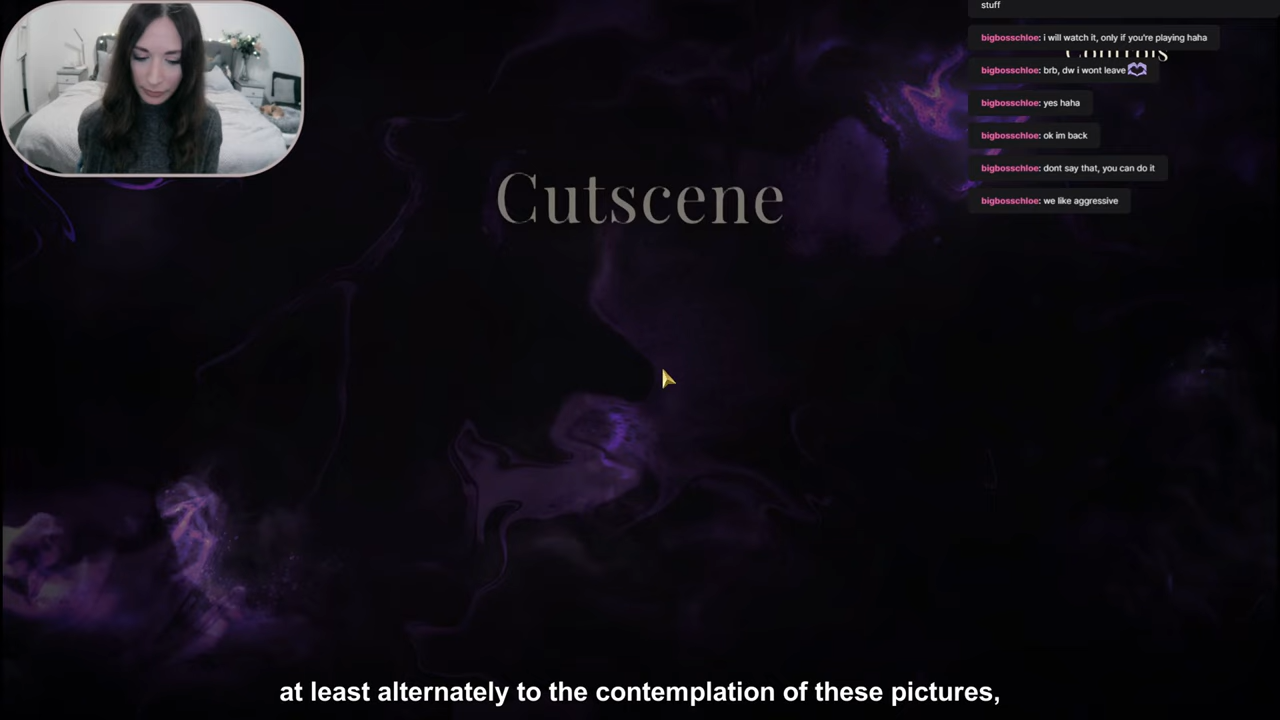 stuff
bigbosschloe: i will watch it, only if you're playing haha
Controls
bigbosschloe: brb, dw i wont leave
bigbosschloe: yes haha
bigbosschloe: ok im back
bigbosschloe: dont say that, you can do it
Cutscene
bigbosschloe: we like aggressive
at least alternately to the contemplation of these pictures,